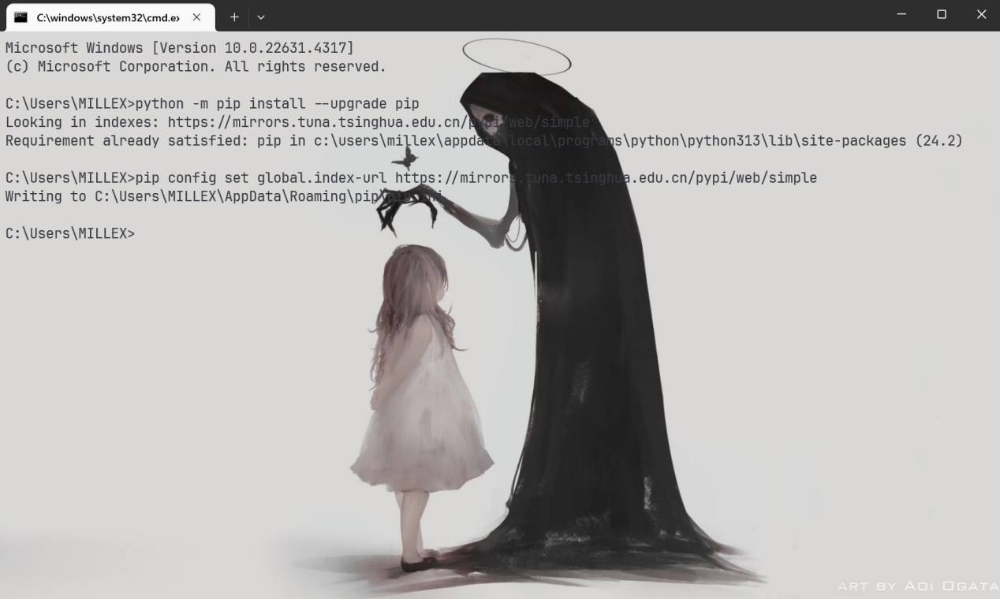 C:\windows\system32\cmd.ex
Microsoft Windows [Version 10.0.22631.4317]
(c) Microsoft Corporation. All rights reserved.
C:\Users\MILLEX>python -m pip install --upgrade pip
Looking in indexes: https://mirrors.tuna.tsinghua.edu.cn/pypi/web/simple
Requirement already satisfied: pip in c:\users\millex\appdata\local\programs\python\python313\lib\site-packages (24.2)
C:\Users\MILLEX>pip config set global.index-url https://mirrors.tuna.tsinghua.edu.cn/pypi/web/simple
Writing to C:\Users\MILLEX\AppData\Roaming\pip\pip.ini
C:\Users\MILLEX>
ART BY ADI OGATA